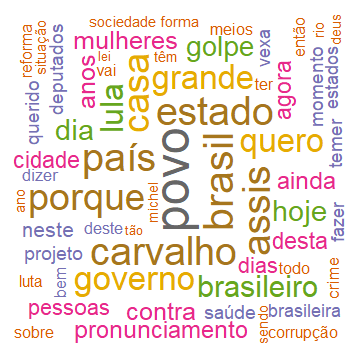 sociedade forma
reforma
situação
deputados
mulheres
meios
golpe
vexa
então
rio
deus
lei
vai
têm
anos
lula
casa
grande
ter
agora
momento
estados
querido
dia
estado
quero
temer
cidade
país
povo
brasil
assis
ainda
dizer
porque
michel
hoje
fazer
ano
neste
deste
tão
desta
projeto
carvalho
dias
todo
crime
luta
bem
governo
brasileiro
pessoas
contra
saúde
sendo
brasileira
sobre
pronunciamento
corrupção